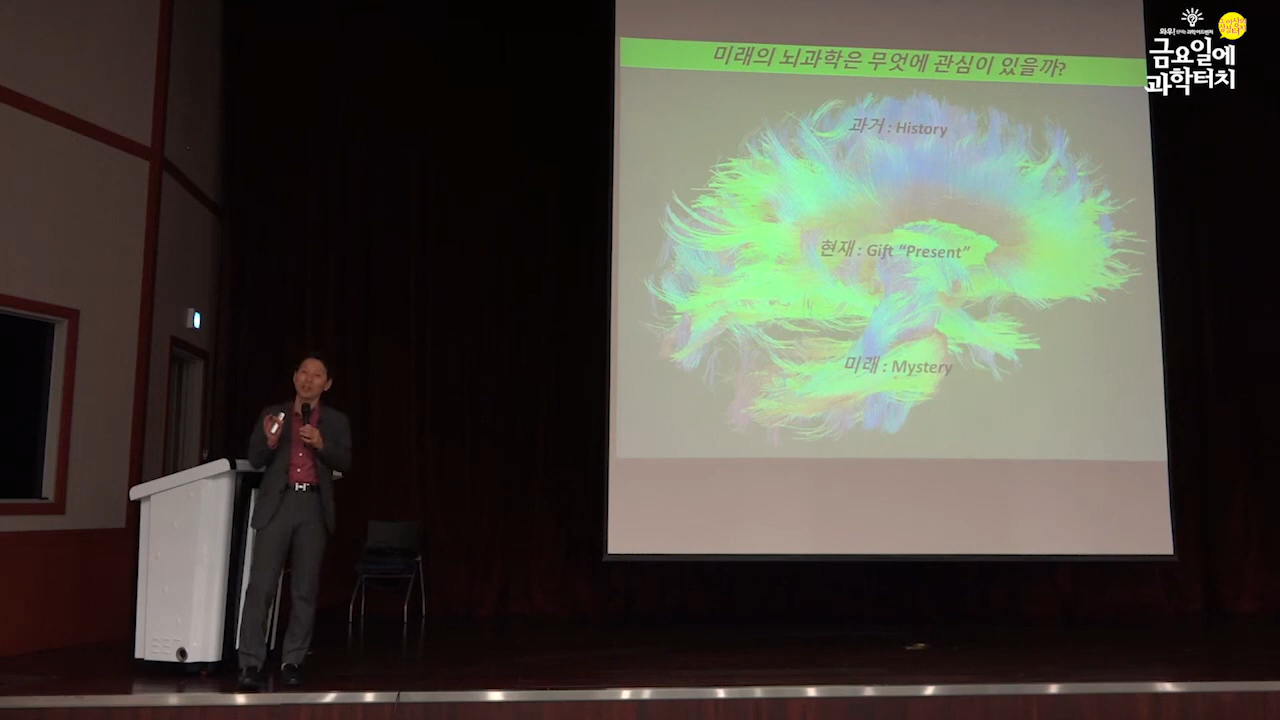 미래의 뇌과학은 무엇에 관심이 있을까?
과거 : History
현재 : Gift “Present”
미래 : Mystery
금요일에
과학터치